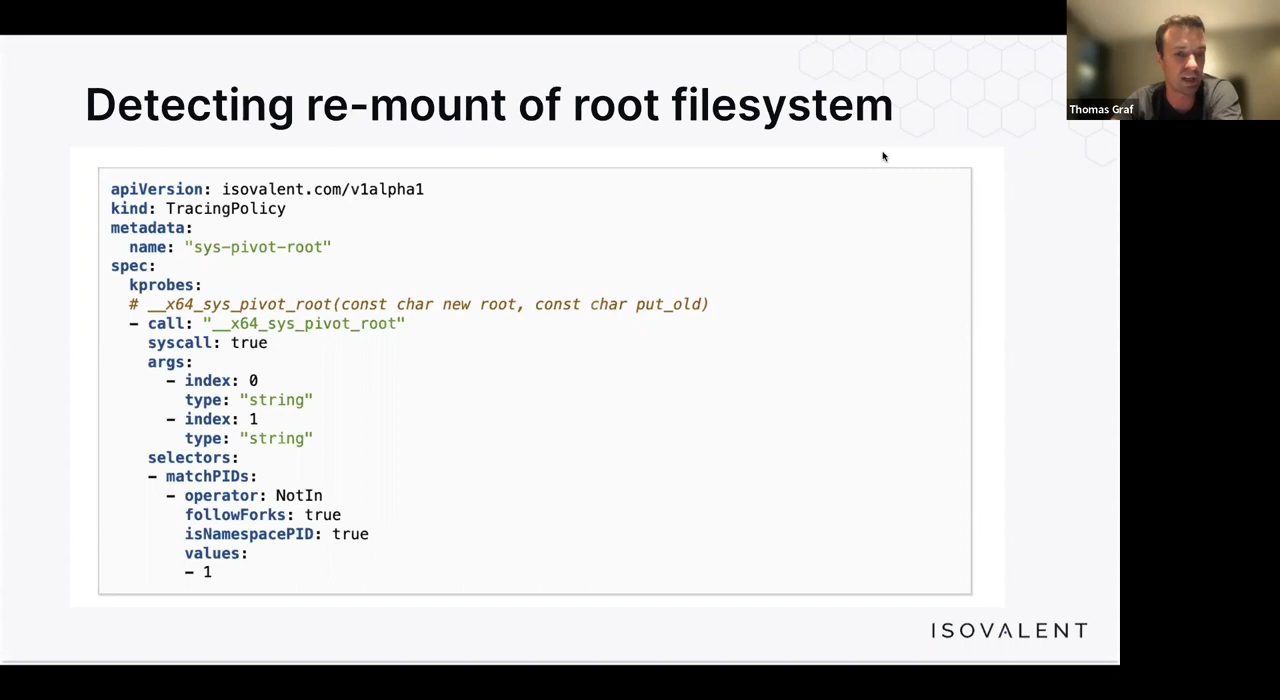 Detecting re-mount of root filesystem
Thomas Graf
apiVersion: isovalent.com/v1alpha1
kind: TracingPolicy
metadata:
  name: "sys-pivot-root"
spec:
  kprobes:
  # __x64_sys_pivot_root(const char new root, const char put_old)
  - call: "__x64_sys_pivot_root"
    syscall: true
    args:
      - index: 0
        type: "string"
      - index: 1
        type: "string"
    selectors:
    - matchPIDs:
      - operator: NotIn
        followForks: true
        isNamespacePID: true
        values:
        - 1
ISOVALENT